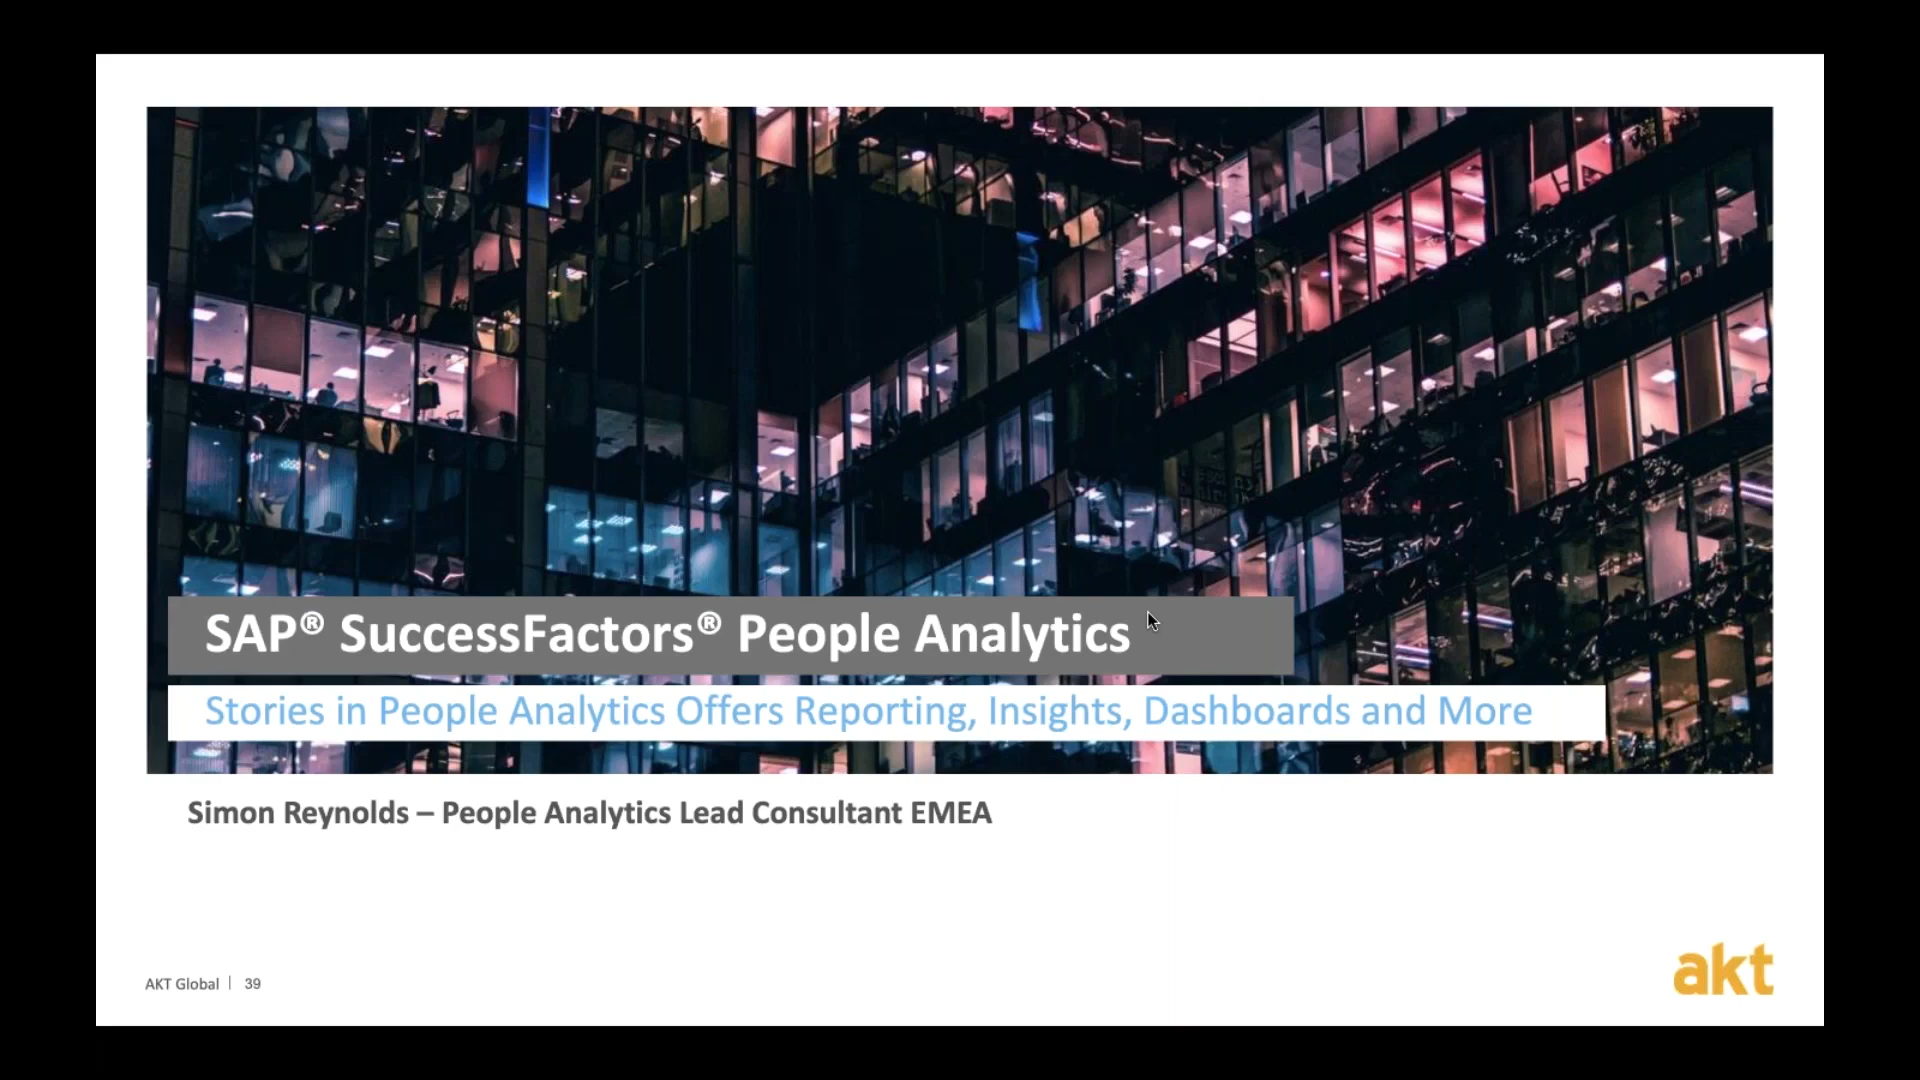 SAP® SuccessFactors® People Analytics
Stories in People Analytics Offers Reporting, Insights, Dashboards and More
Simon Reynolds – People Analytics Lead Consultant EMEA
AKT Global | 39
akt